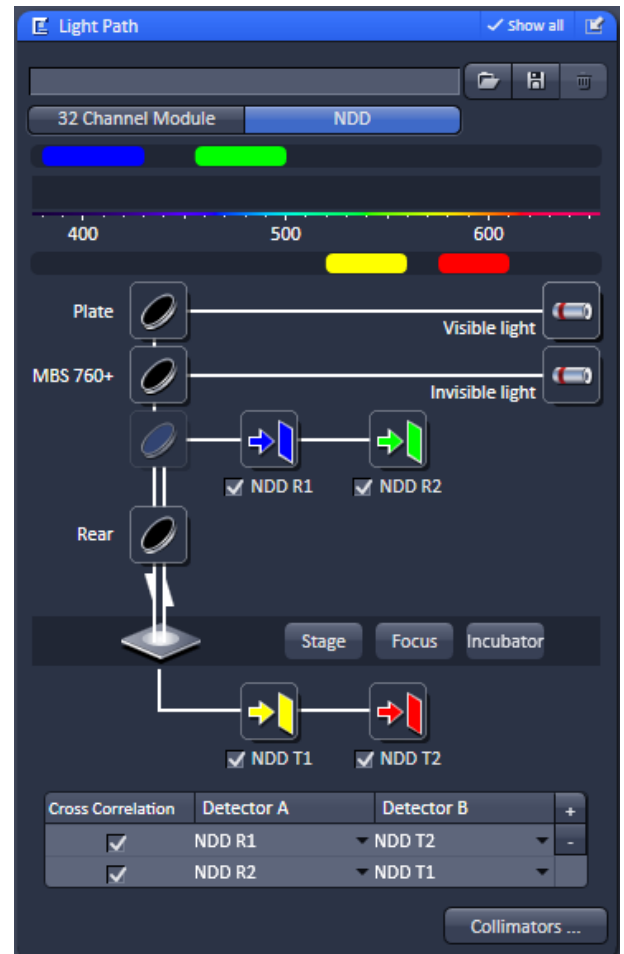 Light Path ✓ Show all
32 Channel Module NDD
400 500 600
Plate
Visible light
MBS 760+
Invisible light
NDD R1 NDD R2
Rear
Stage Focus Incubator
NDD T1 NDD T2
Cross Correlation Detector A Detector B +
NDD R1 NDD T2 -
NDD R2 NDD T1
Collimators ...